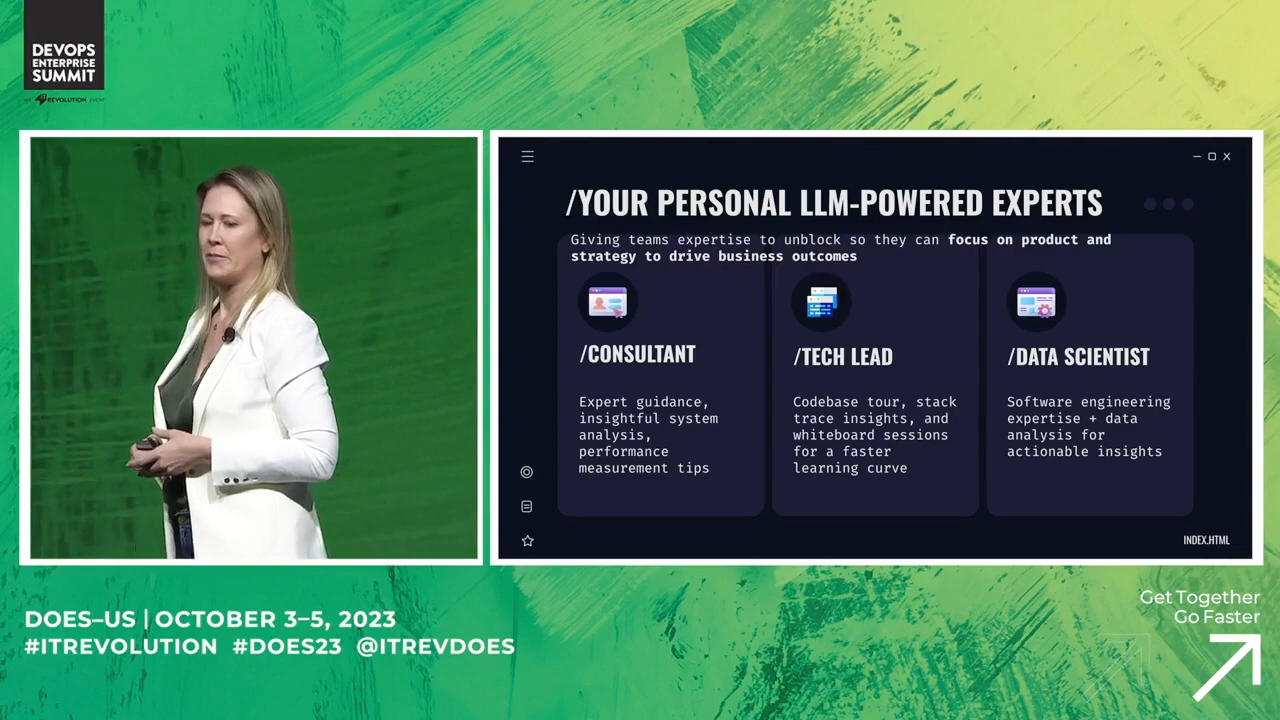 DEVOPS
ENTERPRISE
SUMMIT
REVOLUTION EVENT
/YOUR PERSONAL LLM-POWERED EXPERTS
Giving teams expertise to unblock so they can focus on product and
strategy to drive business outcomes
/CONSULTANT
Expert guidance,
insightful system
analysis,
performance
measurement tips
/TECH LEAD
Codebase tour, stack
trace insights, and
whiteboard sessions
for a faster
learning curve
/DATA SCIENTIST
Software engineering
expertise + data
analysis for
actionable insights
INDEX.HTML
DOES–US | OCTOBER 3–5, 2023
#ITREVOLUTION #DOES23 @ITREVDOES
Get Together
Go Faster